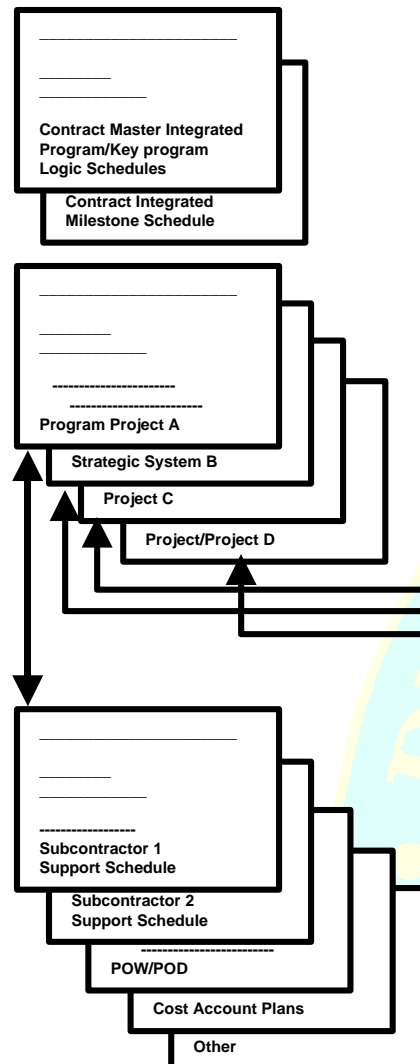 Contract Master Integrated
Program/Key program
Logic Schedules
Contract Integrated
Milestone Schedule
Program Project A
Strategic System B
Project C
Project/Project D
Subcontractor 1
Support Schedule
Subcontractor 2
Support Schedule
POW/POD
Cost Account Plans
Other